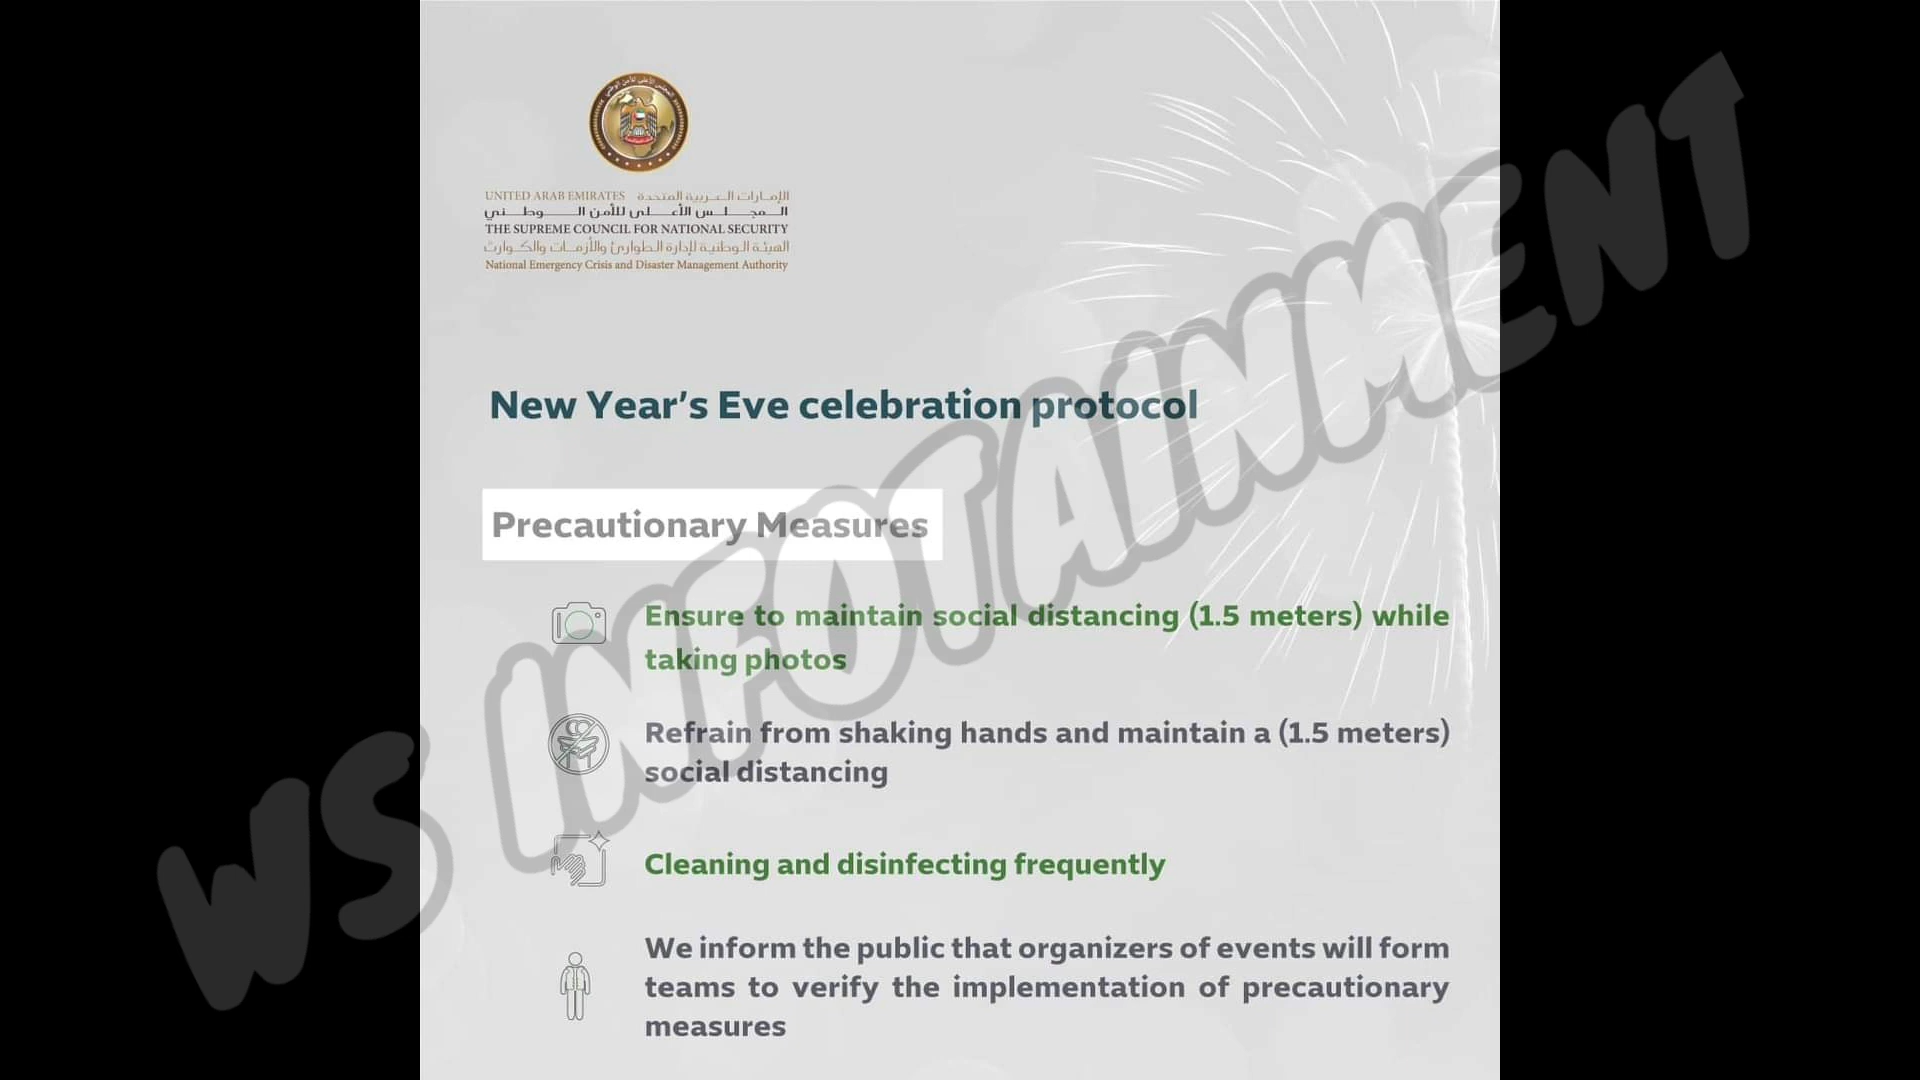 UNITED ARAB EMIRATES الإمارات العربية المتحدة
المجلس الأعلى للأمن الوطني
THE SUPREME COUNCIL FOR NATIONAL SECURITY
الهيئة الوطنية لإدارة الطوارئ والأزمات والكوارث
National Emergency Crisis and Disaster Management Authority
New Year's Eve celebration protocol
Precautionary Measures
Ensure to maintain social distancing (1.5 meters) while
taking photos
Refrain from shaking hands and maintain a (1.5 meters)
social distancing
Cleaning and disinfecting frequently
We inform the public that organizers of events will form
teams to verify the implementation of precautionary
measures
WS INFOTAINMENT